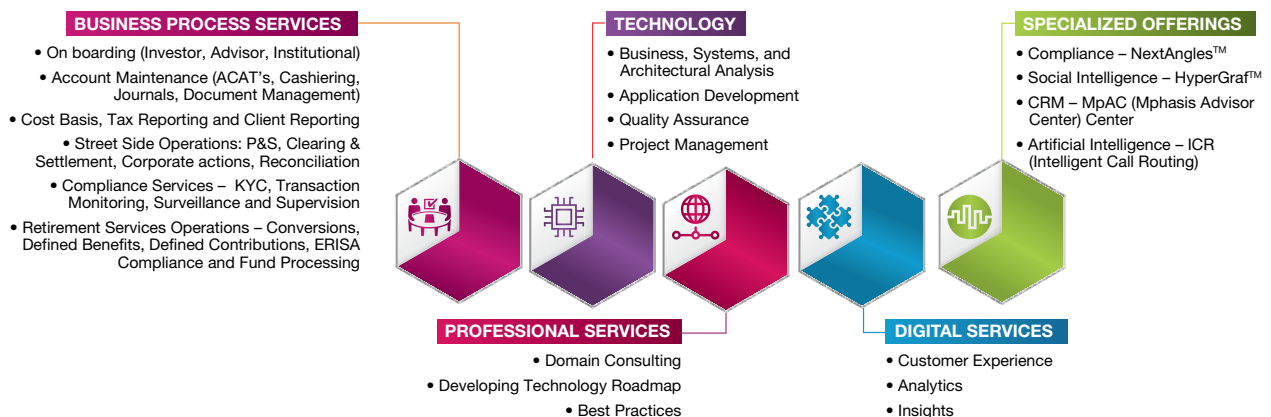 BUSINESS PROCESS SERVICES
• On boarding (Investor, Advisor, Institutional)
• Account Maintenance (ACAT's, Cashiering,
Journals, Document Management)
• Cost Basis, Tax Reporting and Client Reporting
• Street Side Operations: P&S, Clearing &
Settlement, Corporate actions, Reconciliation
• Compliance Services – KYC, Transaction
Monitoring, Surveillance and Supervision
• Retirement Services Operations – Conversions,
Defined Benefits, Defined Contributions, ERISA
Compliance and Fund Processing
TECHNOLOGY
• Business, Systems, and
Architectural Analysis
• Application Development
• Quality Assurance
• Project Management
SPECIALIZED OFFERINGS
• Compliance – NextAngles™
• Social Intelligence – HyperGraf™
• CRM – MpAC (Mphasis Advisor
Center) Center
• Artificial Intelligence – ICR
(Intelligent Call Routing)
PROFESSIONAL SERVICES
• Domain Consulting
• Developing Technology Roadmap
• Best Practices
DIGITAL SERVICES
• Customer Experience
• Analytics
• Insights